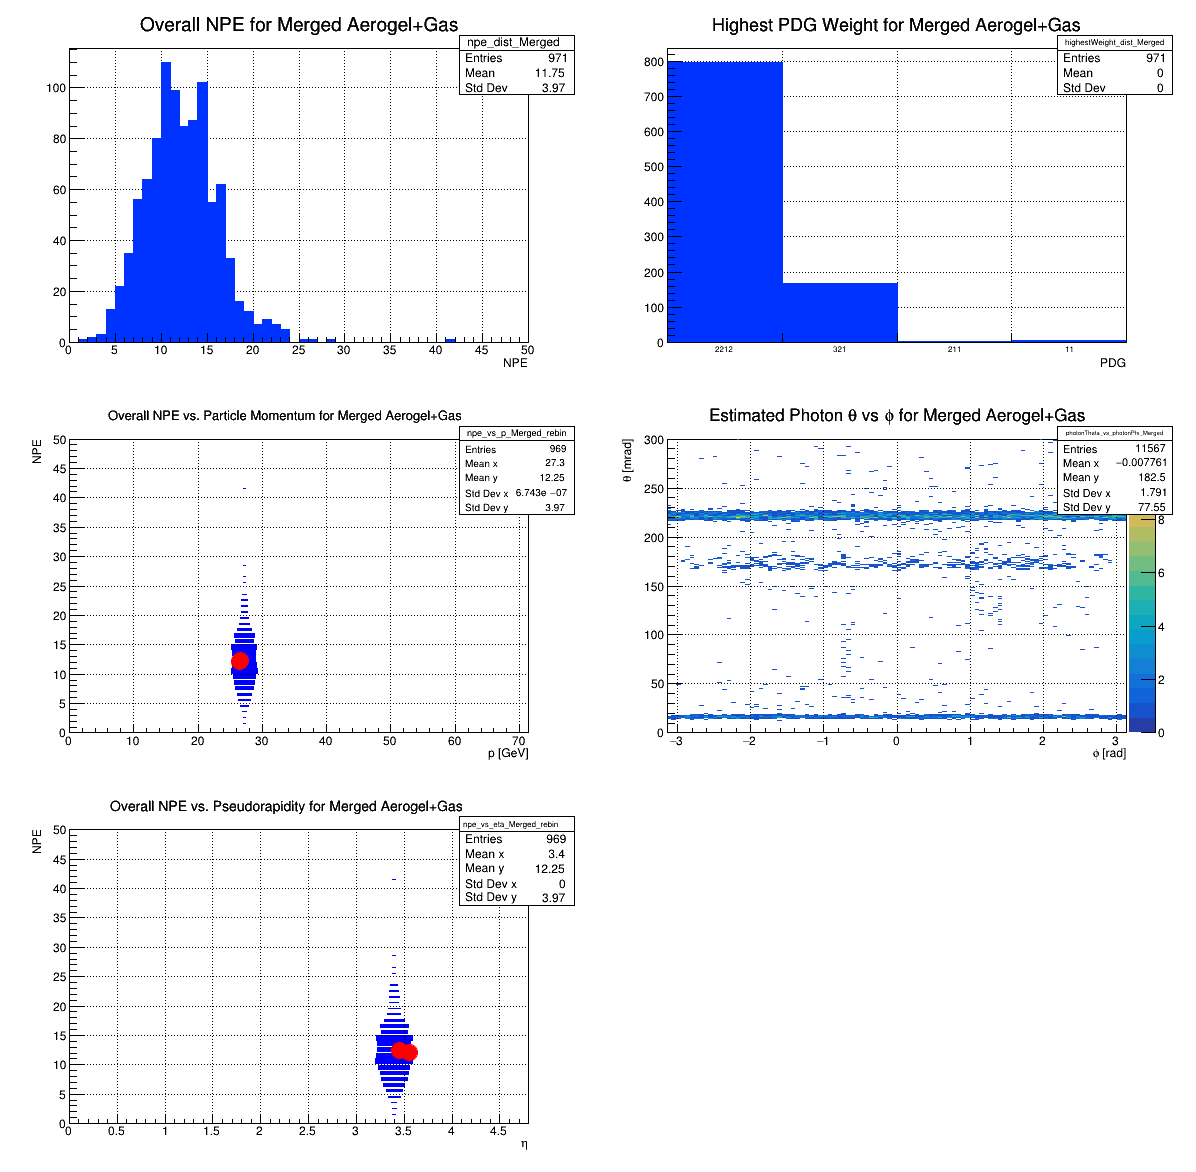 Overall NPE for Merged Aerogel+Gas
npe_dist_Merged
Entries 971
Mean 11.75
Std Dev 3.97
100
80
60
40
20
0
0 5 10 15 20 25 30 35 40 45 50
NPE
Highest PDG Weight for Merged Aerogel+Gas
highestWeight_dist_Merged
Entries 971
Mean 0
Std Dev 0
800
700
600
500
400
300
200
100
0
2212 321 211 11
PDG
Overall NPE vs. Particle Momentum for Merged Aerogel+Gas
NPE
npe_vs_p_Merged_rebin
Entries 969
Mean x 27.3
Mean y 12.25
Std Dev x 6.743e −07
Std Dev y 3.97
50
45
40
35
30
25
20
15
10
5
0
0 10 20 30 40 50 60 70
p [GeV]
Estimated Photon θ vs ϕ for Merged Aerogel+Gas
θ [mrad]
photonTheta_vs_photonPhi_Merged
Entries 11567
Mean x −0.007761
Mean y 182.5
Std Dev x 1.791
Std Dev y 77.55
300
250
200
150
100
50
0
−3 −2 −1 0 1 2 3
ϕ [rad]
8
6
4
2
0
Overall NPE vs. Pseudorapidity for Merged Aerogel+Gas
NPE
npe_vs_eta_Merged_rebin
Entries 969
Mean x 3.4
Mean y 12.25
Std Dev x 0
Std Dev y 3.97
50
45
40
35
30
25
20
15
10
5
0
0 0.5 1 1.5 2 2.5 3 3.5 4 4.5
η